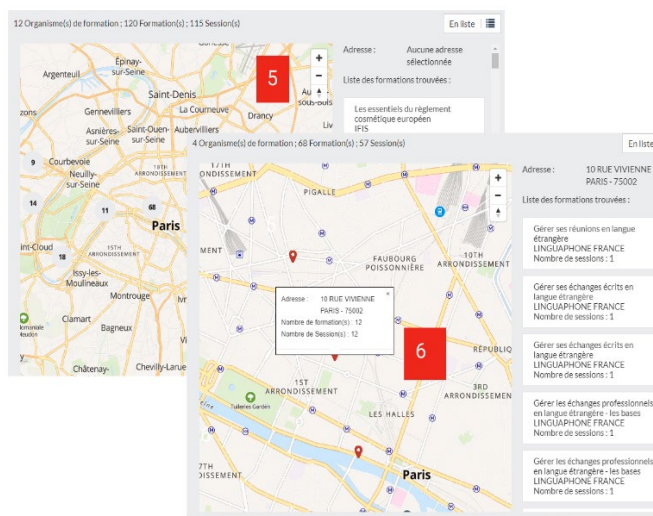 12 Organisme(s) de formation ; 120 Formation(s) ; 115 Session(s)
En liste
Épinay-
sur-Seine
Argenteuil
Saint-Denis
5
Gennevilliers
La Courneuve
Drancy
Asnières-
sur-Seine
Saint-Ouen-
sur-Seine
Aubervilliers
9
Courbevoie
Neuilly-
sur-Seine
ARRONDISSEMENT
14
11
68
Paris
18
15TH
ARRONDISSEMENT
Issy-les-
Moulineaux
Montrouge
Clamart
Bagneux
Châtenay-
Chevilly-Larue
Adresse :
Aucune adresse
sélectionnée
Liste des formations trouvées :
Les essentiels du règlement
cosmétique européen
IFIS
4 Organisme(s) de formation ; 68 Formation(s) ; 57 Session(s)
En liste
17TH
PIGALLE
FAUBOURG
POISSONNIÈRE
10TH
ARRONDISSEMENT
Adresse : 10 RUE VIVIENNE
PARIS - 75002
Nombre de formation(s) : 12
Nombre de Session(s) : 12
6
1ST
ARRONDISSEMENT
3RD
LES HALLES
Tuileries Garden
Paris
Adresse :
10 RUE VIVIENNE
PARIS - 75002
Liste des formations trouvées :
Gérer ses réunions en langue
étrangère
LINGUAPHONE FRANCE
Nombre de sessions : 1
Gérer ses échanges écrits en
langue étrangère
LINGUAPHONE FRANCE
Nombre de sessions : 1
Gérer ses échanges écrits en
langue étrangère
LINGUAPHONE FRANCE
Nombre de sessions : 1
Gérer les échanges professionnels
en langue étrangère - les bases
LINGUAPHONE FRANCE
Nombre de sessions : 1
Gérer les échanges professionnels
en langue étrangère - les bases
LINGUAPHONE FRANCE
Nombre de sessions : 1